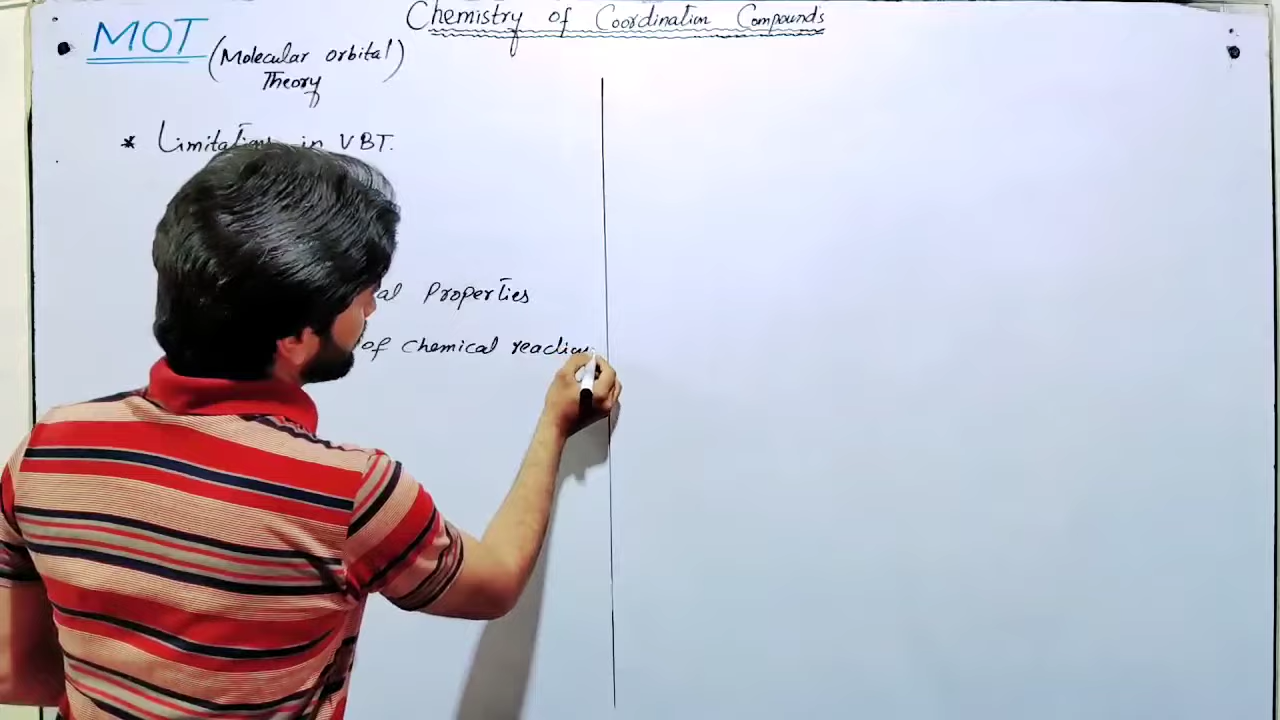 Chemistry of Coordination Compounds
MOT (Molecular orbital Theory)
* Limitations in VBT.
al Properties
of chemical reaction